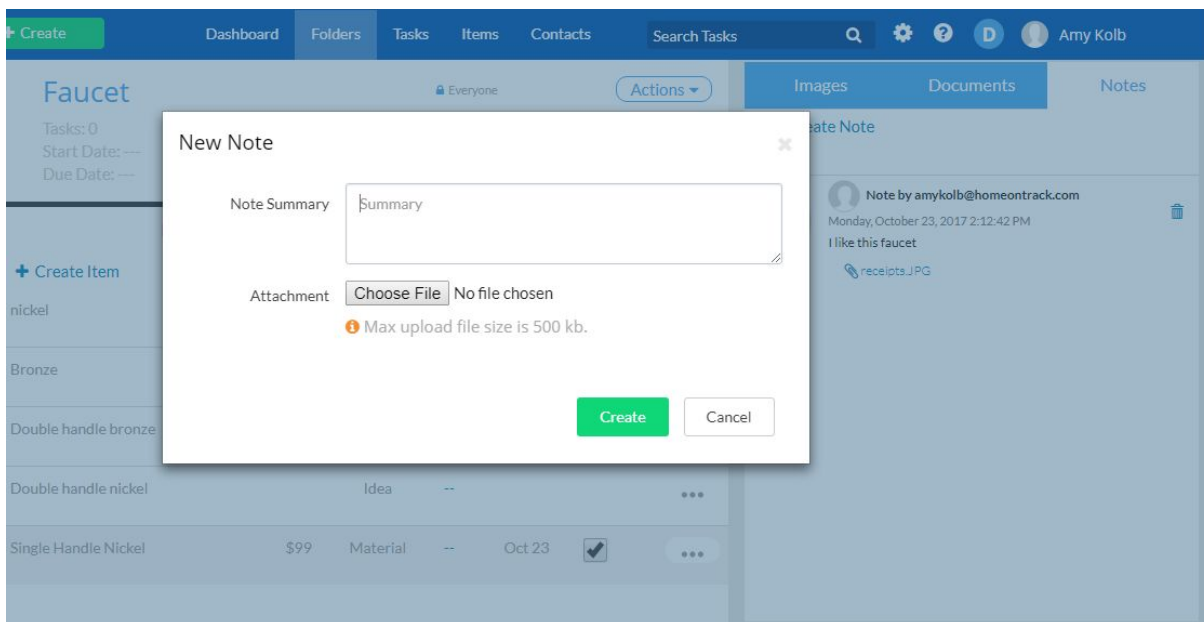 + Create Dashboard Folders Tasks Items Contacts Search Tasks ? D Amy Kolb
Faucet Everyone Actions
Tasks: 0
Start Date: ---
Due Date: ---
Images Documents Notes
eate Note
Note by amykolb@homeontrack.com
Monday, October 23, 2017 2:12:42 PM
I like this faucet
receipts.JPG
New Note ×
Note Summary Summary
Attachment Choose File No file chosen
Max upload file size is 500 kb.
Create Cancel
+ Create Item
nickel
Bronze
Double handle bronze
Double handle nickel Idea -- •••
Single Handle Nickel $99 Material -- Oct 23 •••